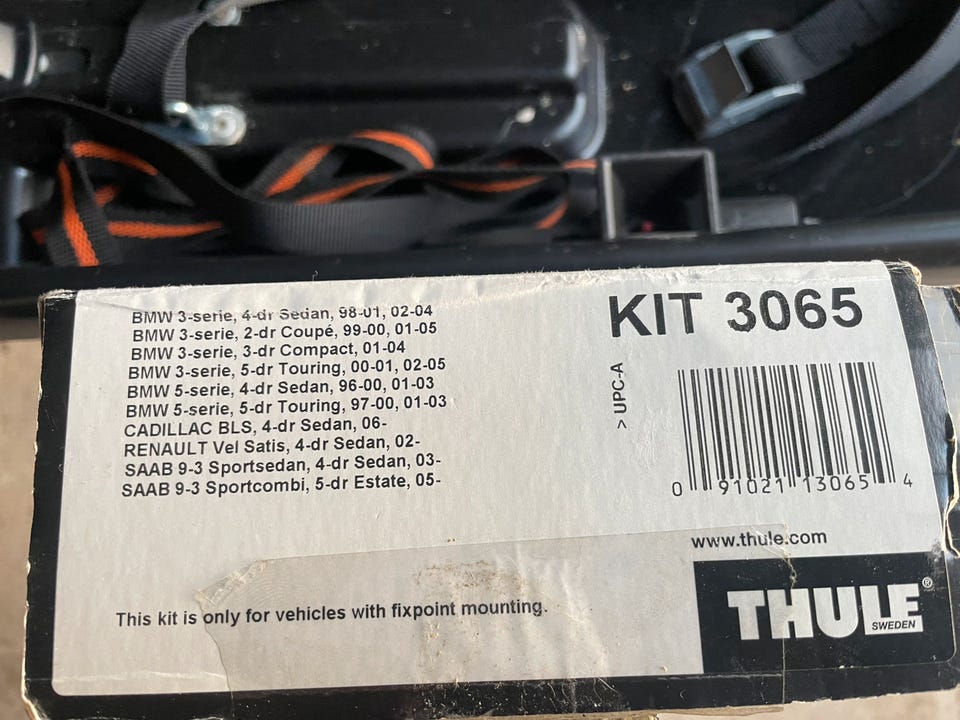 BMW 3-serie, 4-dr Sedan, 98-01, 02-04
BMW 3-serie, 2-dr Coupé, 99-00, 01-05
BMW 3-serie, 3-dr Compact, 01-04
BMW 3-serie, 5-dr Touring, 00-01, 02-05
BMW 5-serie, 4-dr Sedan, 96-00, 01-03
BMW 5-serie, 5-dr Touring, 97-00, 01-03
CADILLAC BLS, 4-dr Sedan, 06-
RENAULT Vel Satis, 4-dr Sedan, 02-
SAAB 9-3 Sportsedan, 4-dr Sedan, 03-
SAAB 9-3 Sportcombi, 5-dr Estate, 05-
This kit is only for vehicles with fixpoint mounting.
KIT 3065
> UPC-A
0 91021 13065 4
www.thule.com
THULE®
SWEDEN